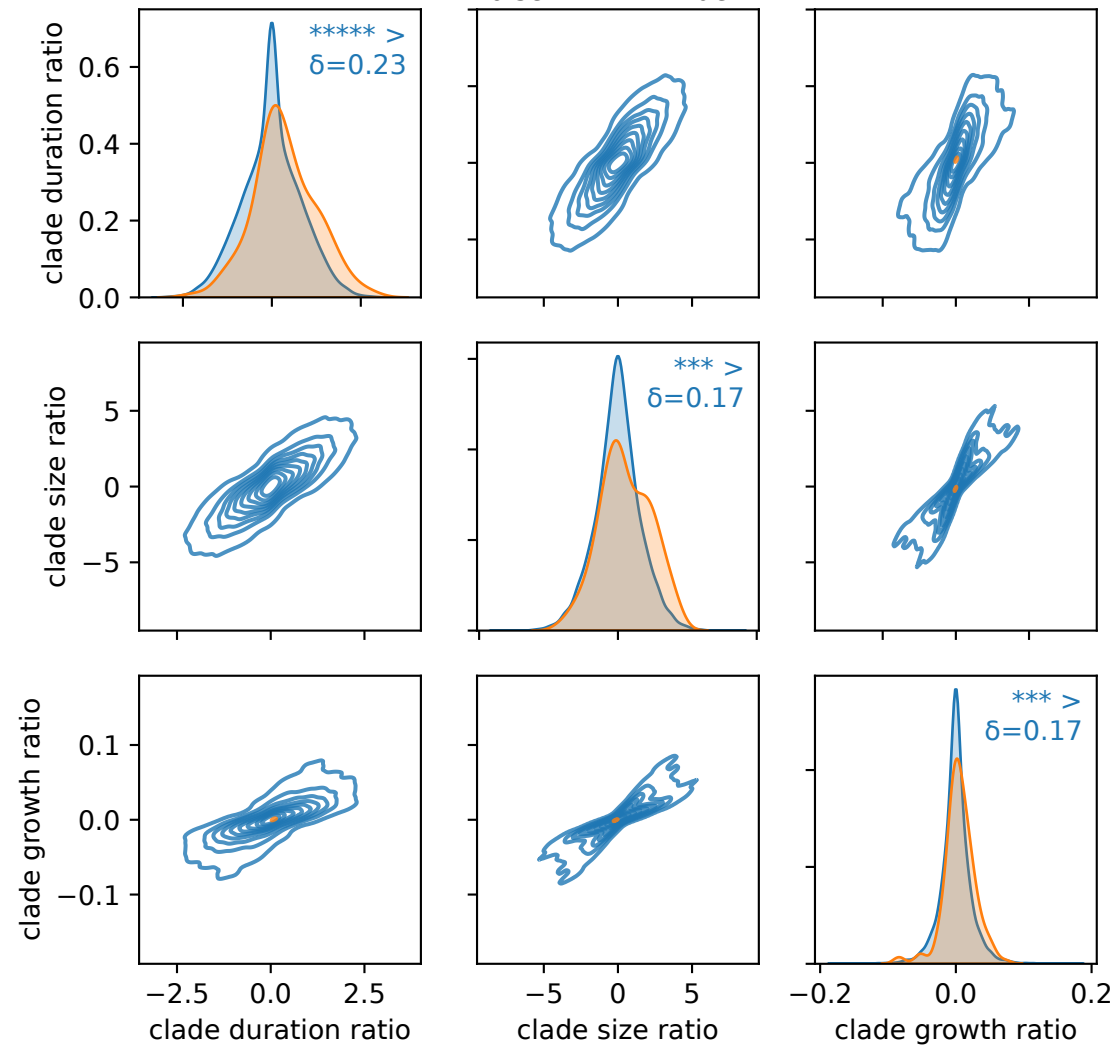 clade duration ratio
0.6
0.4
0.2
0.0
***** >
δ=0.23
clade size ratio
5
0
−5
*** >
δ=0.17
clade growth ratio
0.1
0.0
−0.1
*** >
δ=0.17
−2.5 0.0 2.5
−5 0 5
−0.2 0.0 0.2
clade duration ratio
clade size ratio
clade growth ratio